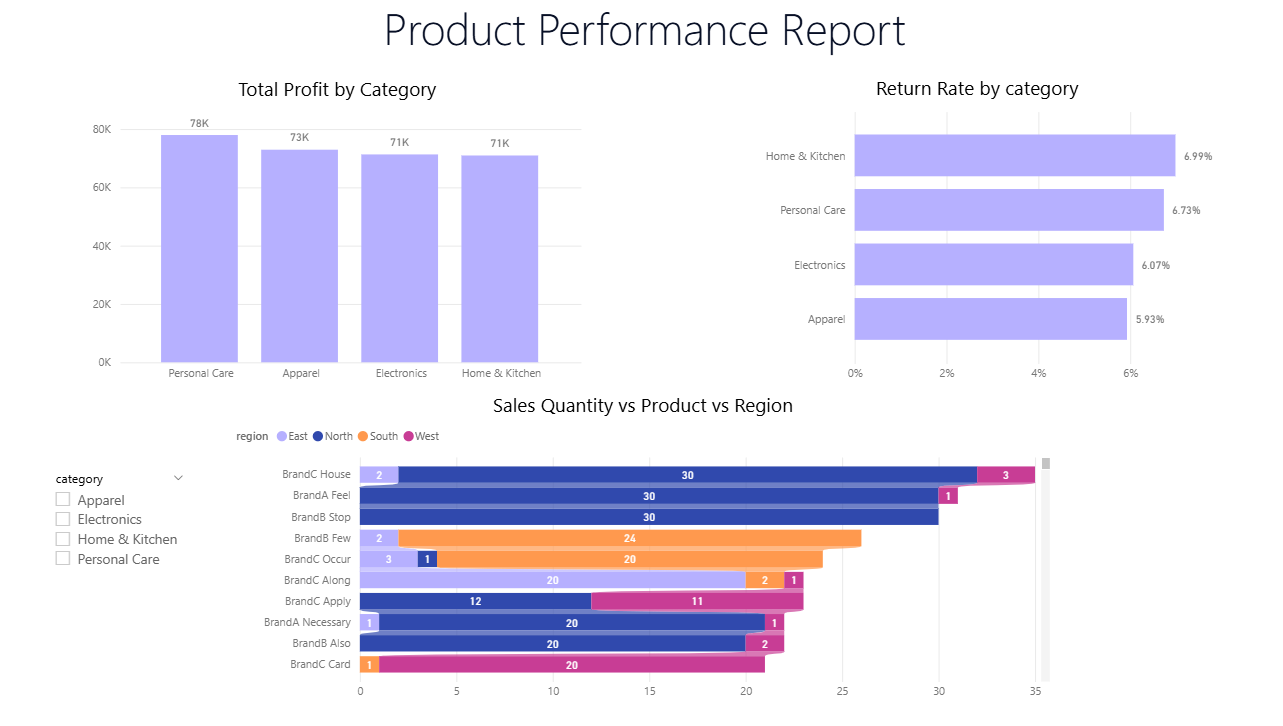 Product Performance Report
Total Profit by Category
80K
60K
40K
20K
0K
78K
73K
71K
71K
Personal Care
Apparel
Electronics
Home & Kitchen
Return Rate by category
Home & Kitchen
6.99%
Personal Care
6.73%
Electronics
6.07%
Apparel
5.93%
0%
2%
4%
6%
category
Apparel
Electronics
Home & Kitchen
Personal Care
Sales Quantity vs Product vs Region
region East North South West
BrandC House 2 30 3
BrandA Feel 30 1
BrandB Stop 30
BrandB Few 2 24
BrandC Occur 3 1 20
BrandC Along 20 2 1
BrandC Apply 12 11
BrandA Necessary 1 20 1
BrandB Also 20 2
BrandC Card 1 20
0 5 10 15 20 25 30 35